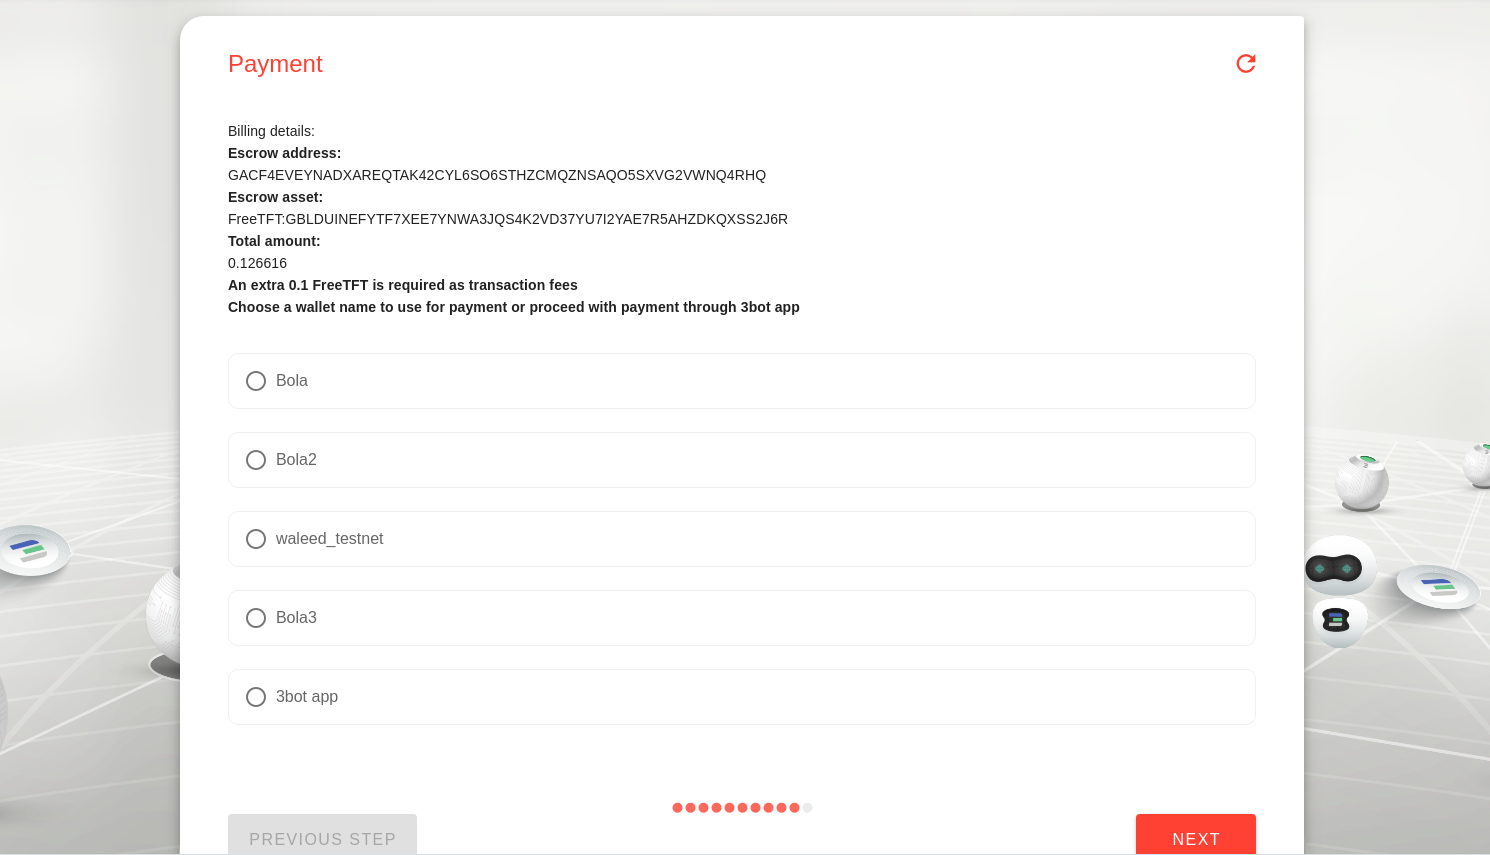 Payment
Billing details:
Escrow address:
GACF4EVEYNADXAREQTAK42CYL6SO6STHZCMQZNSAQO5SXVG2VWNQ4RHQ
Escrow asset:
FreeTFT:GBLDUINEFYTF7XEE7YNWA3JQS4K2VD37YU7I2YAE7R5AHZDKQXSS2J6R
Total amount:
0.126616
An extra 0.1 FreeTFT is required as transaction fees
Choose a wallet name to use for payment or proceed with payment through 3bot app
Bola
Bola2
waleed_testnet
Bola3
3bot app
PREVIOUS STEP
NEXT